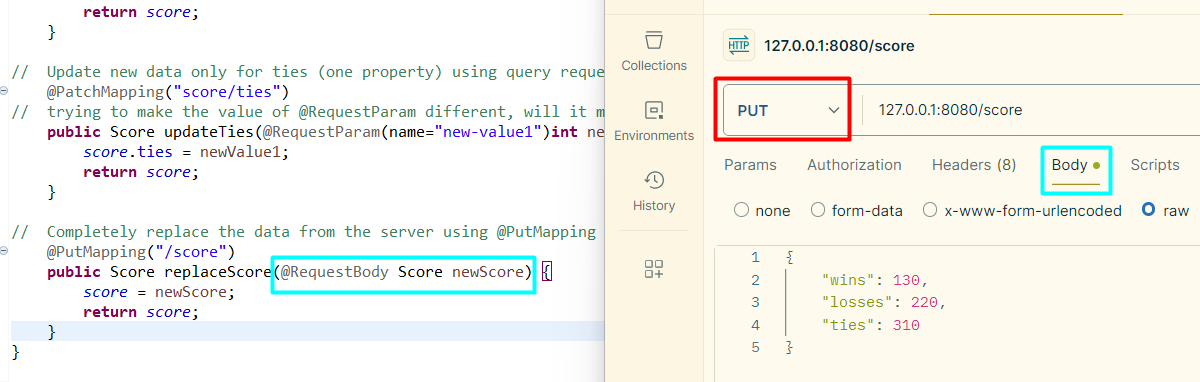 return score;
}
//  Update new data only for ties (one property) using query reque
@PatchMapping("score/ties")
//  trying to make the value of @RequestParam different, will it m
public Score updateTies(@RequestParam(name="new-value1")int ne
score.ties = newValue1;
return score;
}
//  Completely replace the data from the server using @PutMapping
@PutMapping("/score")
public Score replaceScore(@RequestBody Score newScore) {
score = newScore;
return score;
}
}
Collections
Environments
History
HTTP 127.0.0.1:8080/score
PUT 127.0.0.1:8080/score
Params Authorization Headers (8) Body Scripts
none form-data x-www-form-urlencoded raw
1 {
2 "wins": 130,
3 "losses": 220,
4 "ties": 310
5 }